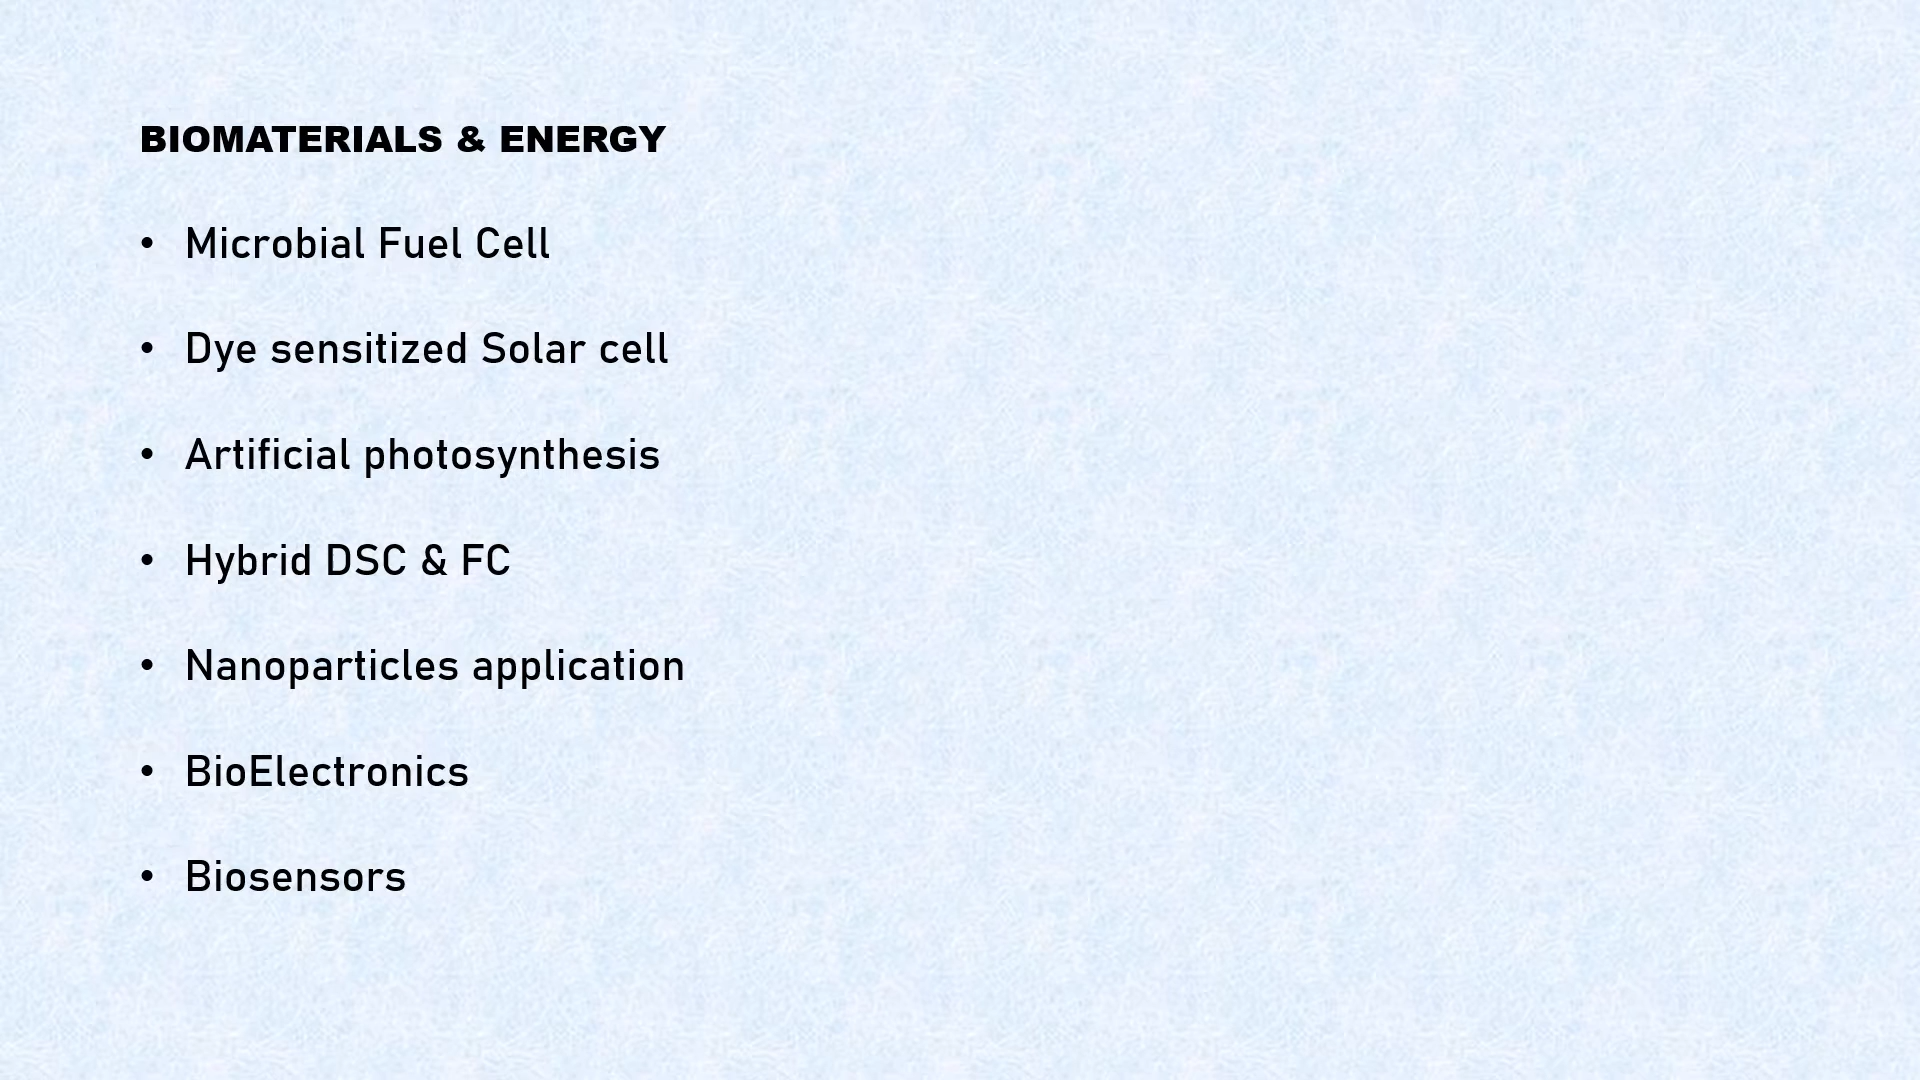 BIOMATERIALS & ENERGY
• Microbial Fuel Cell
• Dye sensitized Solar cell
• Artificial photosynthesis
• Hybrid DSC & FC
• Nanoparticles application
• BioElectronics
• Biosensors